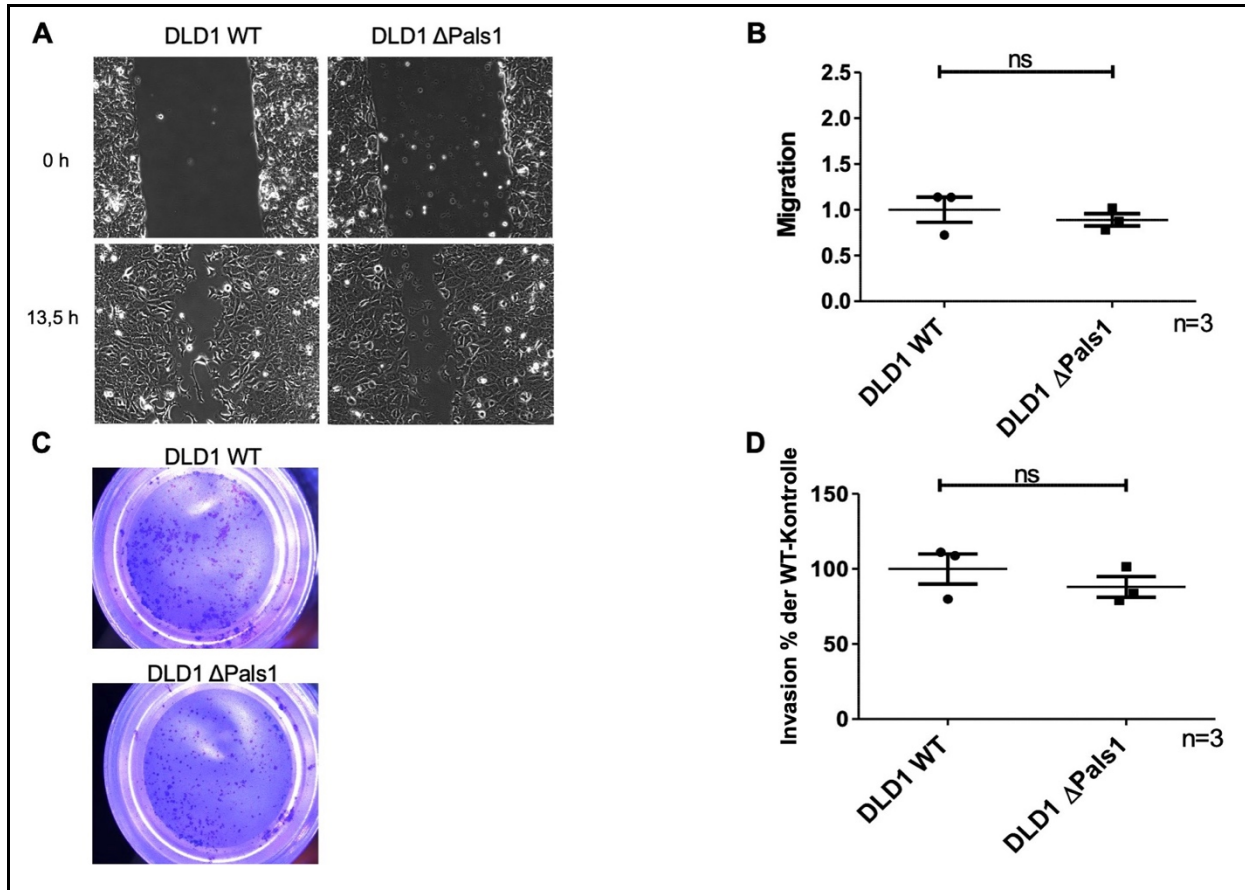 A
DLD1 WT
DLD1 ΔPals1
0 h
13,5 h
B
ns
2.5
2.0
1.5
1.0
0.5
0.0
Migration
DLD1 WT
DLD1 ΔPals1
n=3
C
DLD1 WT
DLD1 ΔPals1
D
ns
150
100
50
0
Invasion % der WT-Kontrolle
DLD1 WT
DLD1 ΔPals1
n=3